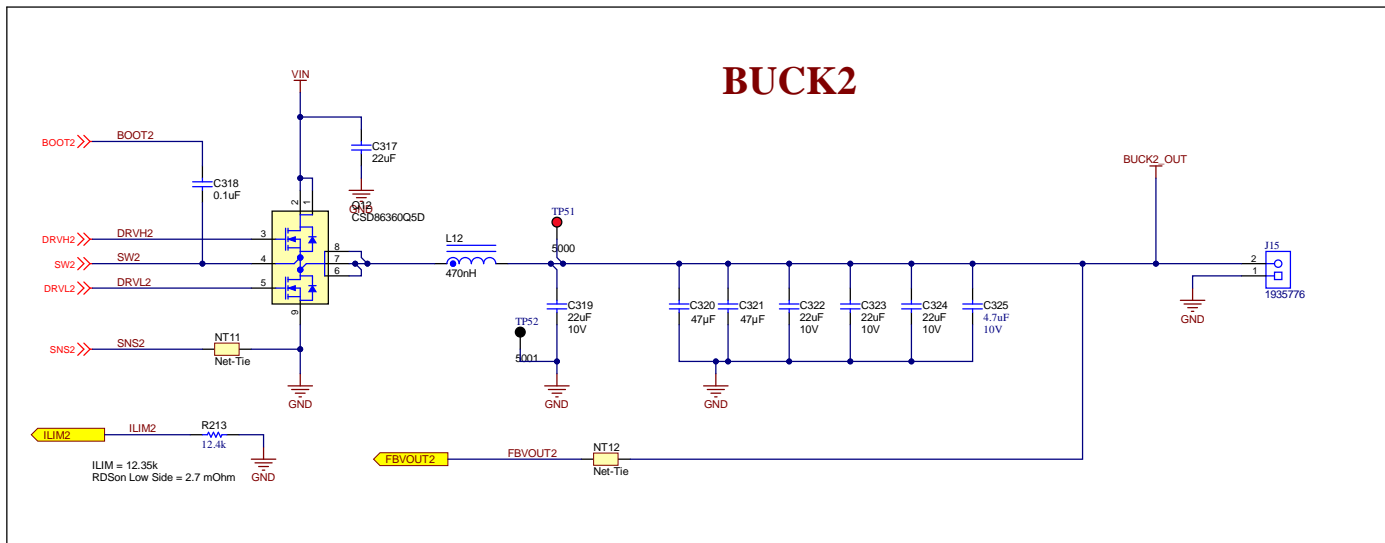 BUCK2
VIN
BOOT2
BOOT2
C317
22uF
C318
0.1uF
GND
Q12
CSD86360Q5D
2
1
DRVH2
DRVH2
3
SW2
SW2
4
DRVL2
DRVL2
5
8
7
6
9
L12
470nH
TP51
5000
BUCK2_OUT
J15
2
1
1935776
GND
C319
22uF
10V
TP52
5001
GND
C320
47µF
C321
47µF
C322
22uF
10V
C323
22uF
10V
C324
22uF
10V
C325
4.7uF
10V
GND
SNS2
SNS2
NT11
Net-Tie
GND
ILIM2
ILIM2
R213
12.4k
GND
ILIM = 12.35k
RDSon Low Side = 2.7 mOhm
FBVOUT2
FBVOUT2
NT12
Net-Tie